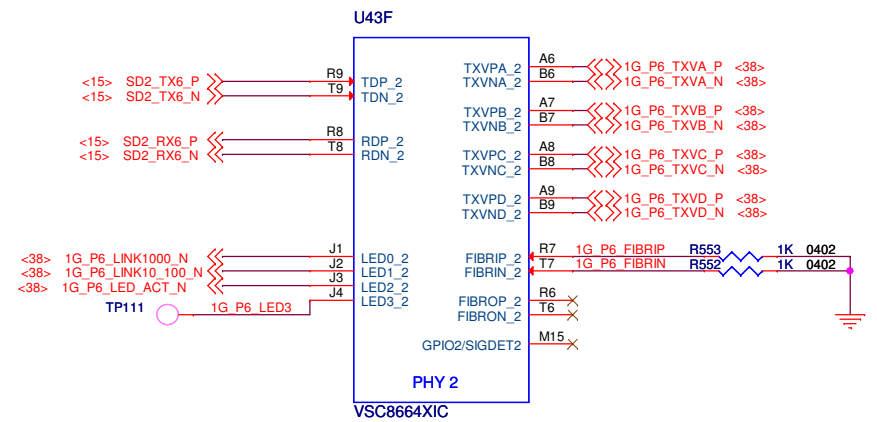 U43F
<15> SD2_TX6_P R9 TDP_2
<15> SD2_TX6_N T9 TDN_2
<15> SD2_RX6_P R8 RDP_2
<15> SD2_RX6_N T8 RDN_2
<38> 1G_P6_LINK1000_N J1 LED0_2
<38> 1G_P6_LINK10_100_N J2 LED1_2
<38> 1G_P6_LED_ACT_N J3 LED2_2
TP111 1G_P6_LED3 J4 LED3_2
TXVPA_2 A6 1G_P6_TXVA_P <38>
TXVNA_2 B6 1G_P6_TXVA_N <38>
TXVPB_2 A7 1G_P6_TXVB_P <38>
TXVNB_2 B7 1G_P6_TXVB_N <38>
TXVPC_2 A8 1G_P6_TXVC_P <38>
TXVNC_2 B8 1G_P6_TXVC_N <38>
TXVPD_2 A9 1G_P6_TXVD_P <38>
TXVND_2 B9 1G_P6_TXVD_N <38>
FIBRIP_2 R7 1G_P6_FIBRIP R553 1K 0402
FIBRIN_2 T7 1G_P6_FIBRIN R552 1K 0402
FIBROP_2 R6
FIBRON_2 T6
GPIO2/SIGDET2 M15
PHY 2
VSC8664XIC